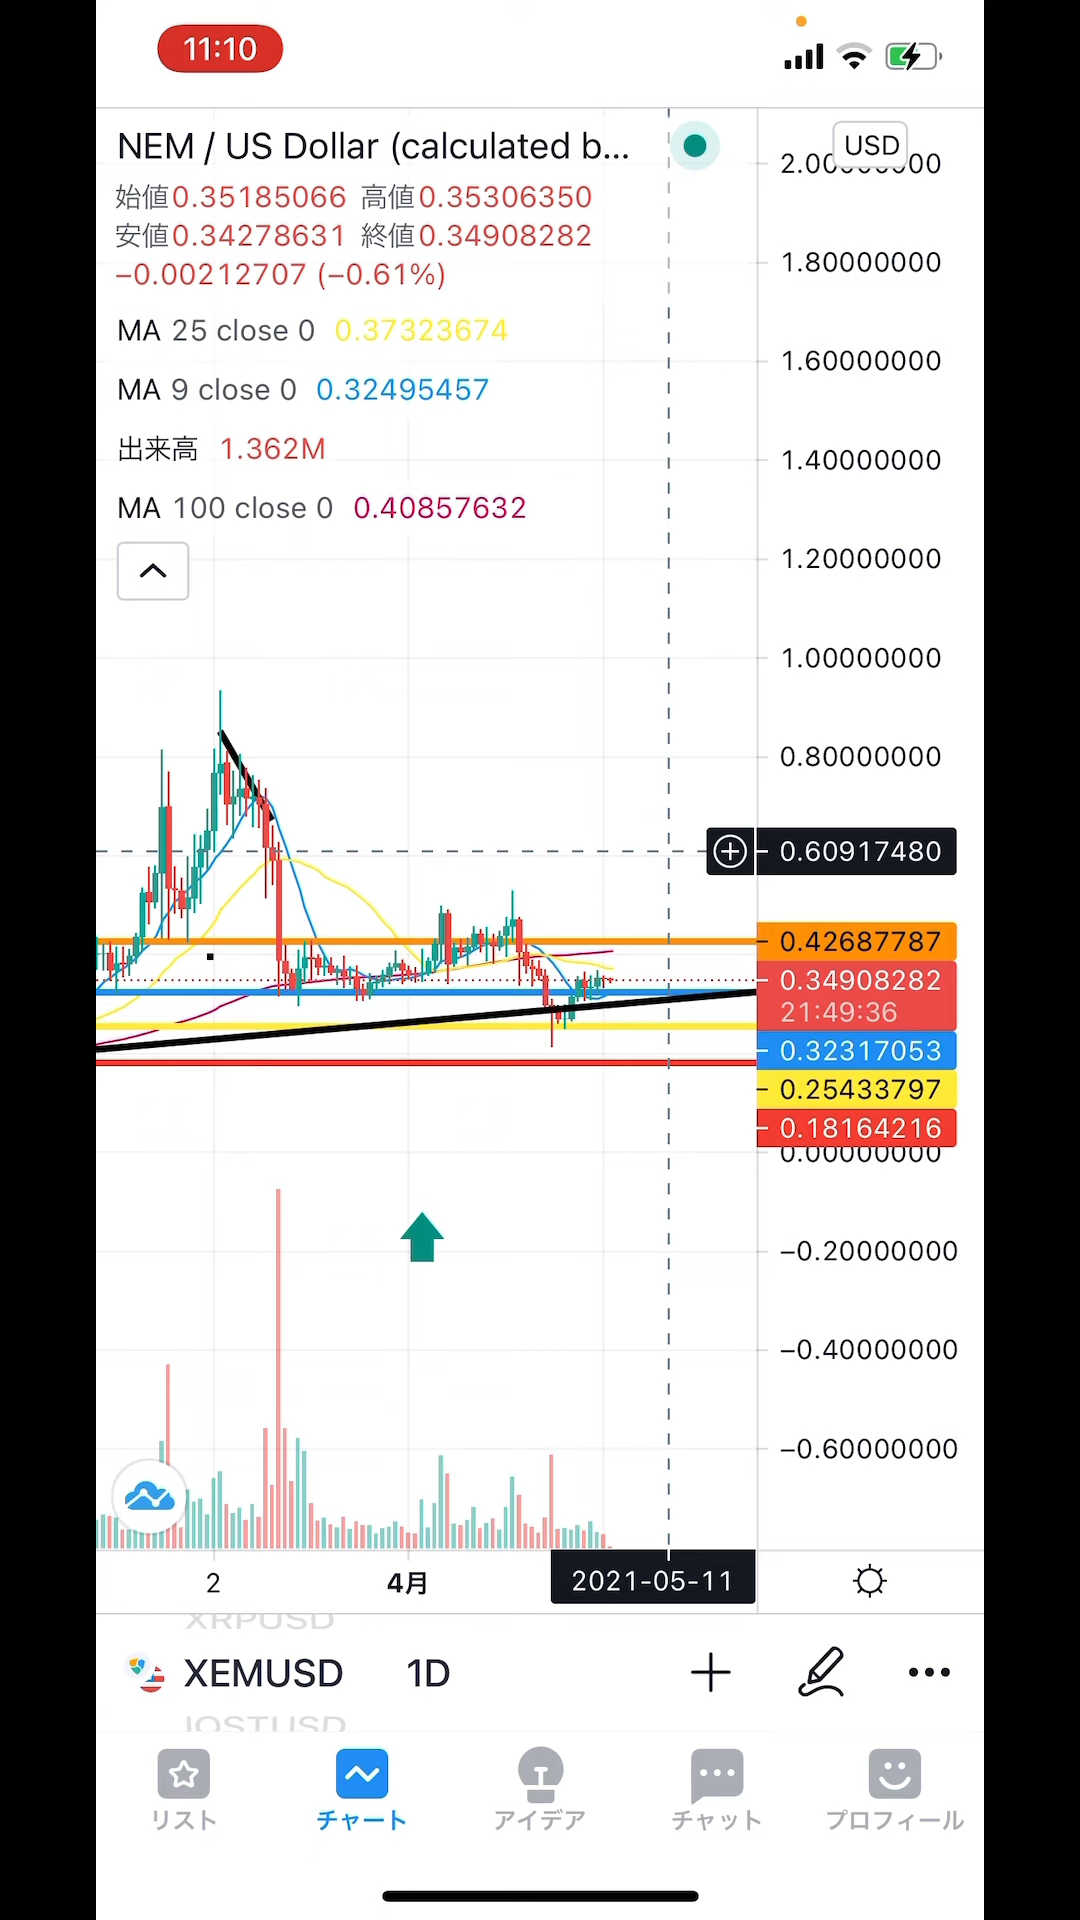 11:10
NEM / US Dollar (calculated b...
USD
始値0.35185066 高値0.35306350
安値0.34278631 終値0.34908282
−0.00212707 (−0.61%)
MA 25 close 0 0.37323674
MA 9 close 0 0.32495457
出来高 1.362M
MA 100 close 0 0.40857632
1.80000000
1.60000000
1.40000000
1.20000000
1.00000000
0.80000000
0.60917480
0.42687787
0.34908282
21:49:36
0.32317053
0.25433797
0.18164216
0.00000000
−0.20000000
−0.40000000
−0.60000000
2 4月 2021-05-11
XRPUSD
XEMUSD 1D
IOSTUSD
リスト チャート アイデア チャット プロフィール